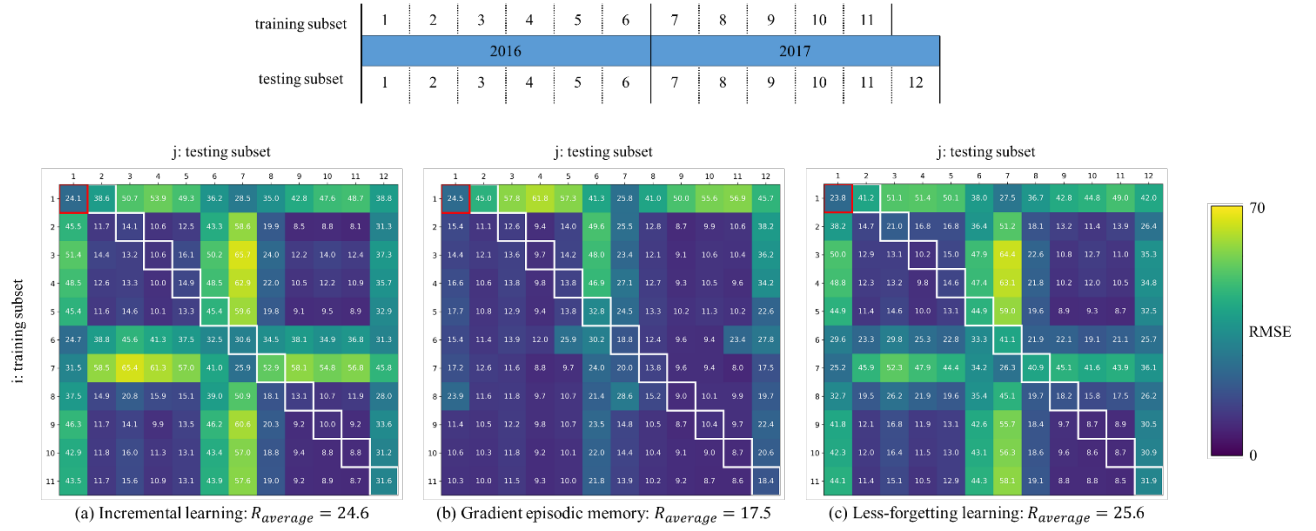 training subset 1 2 3 4 5 6 7 8 9 10 11
2016 2017
testing subset 1 2 3 4 5 6 7 8 9 10 11 12
j: testing subset j: testing subset j: testing subset
1 2 3 4 5 6 7 8 9 10 11 12 1 2 3 4 5 6 7 8 9 10 11 12 1 2 3 4 5 6 7 8 9 10 11 12
1 24.1 38.6 50.7 53.9 49.3 36.2 28.5 35.0 42.8 47.6 48.7 38.8 1 24.5 45.0 57.8 61.8 57.3 41.3 25.8 41.0 50.0 55.6 56.9 45.7 1 23.8 41.2 51.1 51.4 50.1 38.0 27.5 36.7 42.8 44.8 49.0 42.0
2 45.5 11.7 14.1 10.6 12.5 43.3 58.6 19.9 8.5 8.8 8.1 31.3 2 15.4 11.1 12.6 9.4 14.0 49.6 25.5 12.8 8.7 9.9 10.6 38.2 2 38.2 14.7 21.0 16.8 16.8 36.4 51.2 18.1 13.2 11.4 13.9 26.4
3 51.4 14.4 13.2 10.6 16.1 50.2 65.7 24.0 12.2 14.0 12.4 37.3 3 14.4 12.1 13.6 9.7 14.2 48.0 23.4 12.2 9.1 10.6 10.4 36.6 3 50.0 12.9 13.1 10.2 15.0 47.9 64.4 22.6 10.8 12.7 11.0 35.3
4 48.5 12.6 13.3 10.0 14.9 48.5 62.9 22.0 10.5 12.2 10.9 35.7 4 16.6 10.6 13.8 9.8 13.8 46.9 27.1 12.7 9.6 12.2 14.6 34.2 4 48.8 12.3 13.2 9.8 14.6 47.4 63.1 21.8 10.2 12.0 10.5 34.8
5 45.4 11.6 14.6 10.1 13.3 45.4 59.6 19.8 9.1 9.5 8.9 32.9 5 17.7 10.8 12.9 9.4 13.8 32.8 24.5 13.3 10.2 11.3 10.2 22.6 5 44.9 11.4 14.6 10.0 13.1 44.9 59.0 19.6 8.9 9.3 8.7 32.5
6 24.7 38.8 45.6 41.3 37.5 32.5 30.6 34.5 38.1 34.9 36.8 31.3 6 17.4 11.6 15.4 12.0 15.8 25.9 30.2 18.8 12.4 9.6 9.4 23.4 27.8 6 29.6 23.3 29.8 25.3 22.8 33.3 41.1 21.9 22.1 19.1 21.1 25.7
7 31.5 58.5 65.4 61.3 57.0 41.0 25.9 52.9 58.1 54.8 56.8 45.8 7 17.2 12.6 11.6 8.8 9.7 24.0 20.0 13.8 9.6 9.4 8.0 17.5 7 25.2 45.9 52.3 47.9 44.4 34.2 26.3 40.9 45.1 41.6 43.9 36.1
8 37.5 14.9 20.8 15.9 15.1 39.0 50.9 18.1 13.1 10.7 11.9 28.0 8 23.9 11.6 11.8 9.7 10.7 21.4 28.6 15.2 9.0 10.1 9.9 19.7 8 32.7 19.5 26.2 21.2 19.6 35.4 45.1 19.7 18.2 15.8 17.5 26.2
9 46.3 11.7 14.1 9.9 13.5 46.2 60.6 20.3 9.2 10.0 9.2 33.6 9 11.4 10.5 12.2 9.8 10.7 23.5 14.8 10.5 9.2 9.7 9.7 22.4 9 41.8 12.1 16.8 11.9 12.6 42.6 55.7 18.4 9.7 8.7 8.9 30.5
10 42.9 11.8 16.0 11.3 13.1 43.4 57.0 18.8 9.4 8.8 8.8 31.2 10 10.6 10.3 11.8 9.2 9.8 22.0 14.4 10.4 9.2 9.0 8.7 20.6 10 42.3 12.0 16.4 11.5 13.0 43.1 56.3 18.6 9.6 8.8 8.7 30.9
11 43.5 11.7 15.6 10.9 13.1 43.9 57.6 19.0 9.2 8.9 8.7 31.6 11 10.3 10.0 11.6 9.3 10.5 21.8 13.9 10.2 9.2 9.1 8.6 18.4 11 44.1 11.6 15.2 10.6 12.9 44.3 58.1 19.1 9.2 8.9 8.5 31.9
i: training subset
70
RMSE
0
(a) Incremental learning: R_average = 24.6 (b) Gradient episodic memory: R_average = 17.5 (c) Less-forgetting learning: R_average = 25.6